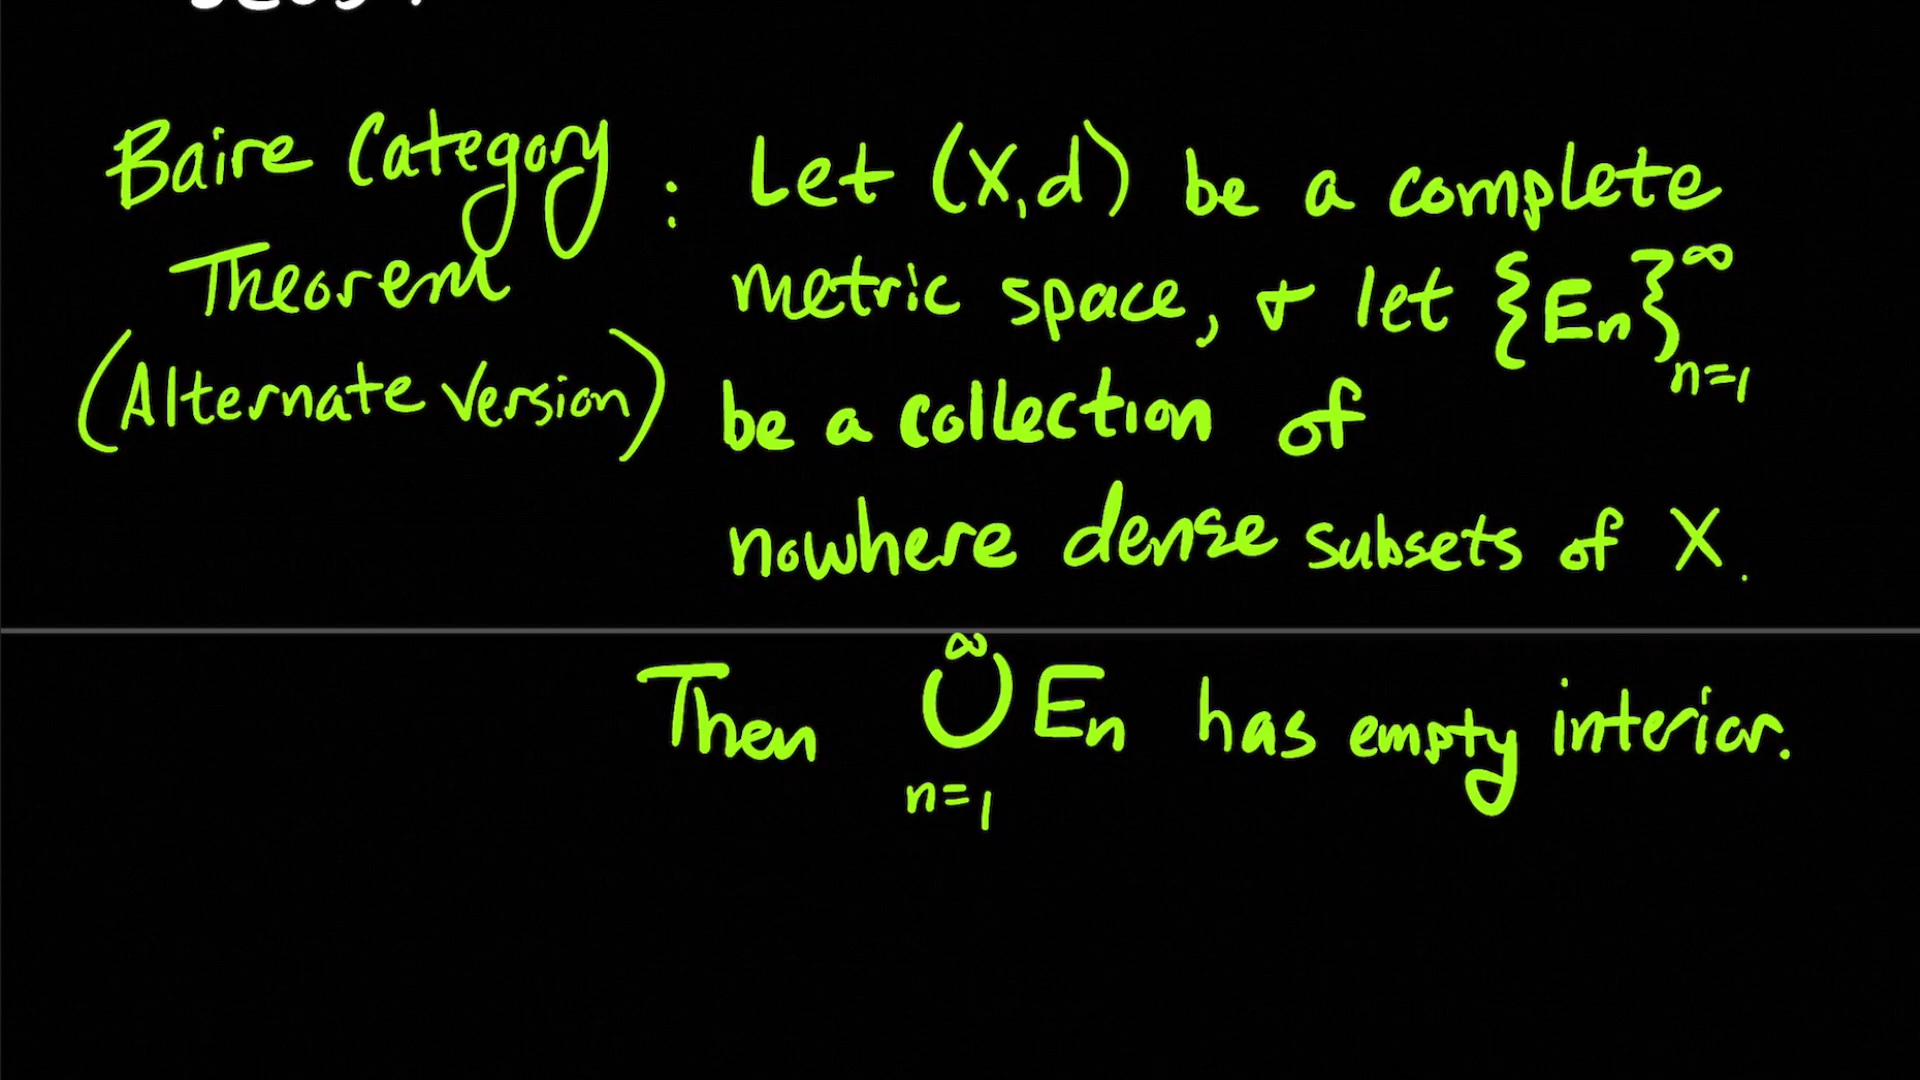 Baire Category
Theorem
(Alternate Version)
: Let (X,d) be a complete
metric space, & let {En}∞n=1
be a collection of
nowhere dense subsets of X.
Then ∞⋃n=1 En has empty interior.